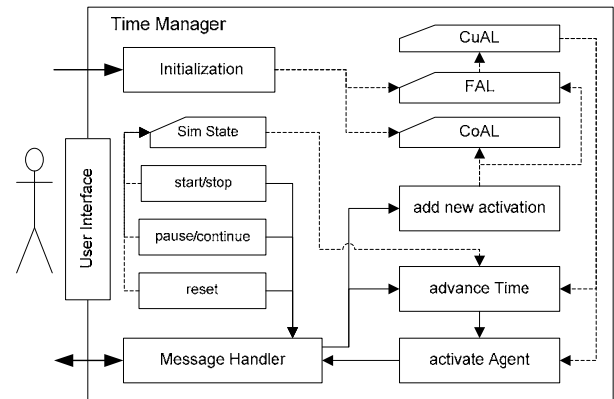 Time Manager
CuAL
Initialization
FAL
Sim State
CoAL
start/stop
User Interface
add new activation
pause/continue
reset
advance Time
Message Handler
activate Agent